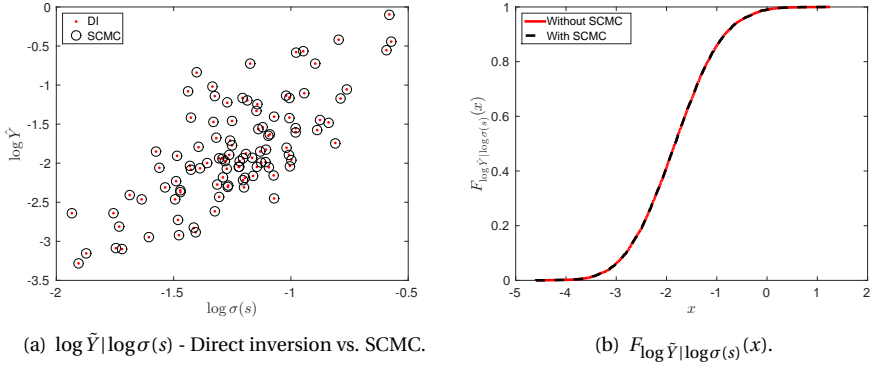 0
-0.5
-1
-1.5
-2
-2.5
-3
-3.5
-2
-1.5
-1
-0.5
log Ŷ
log σ(s)
DI
SCMC
1
0.8
0.6
0.4
0.2
0
-5
-4
-3
-2
-1
0
1
2
F_{log Ỹ|log σ(s)}(x)
x
Without SCMC
With SCMC
(a) log Ỹ|log σ(s) - Direct inversion vs. SCMC.
(b) F_{log Ỹ|log σ(s)}(x).